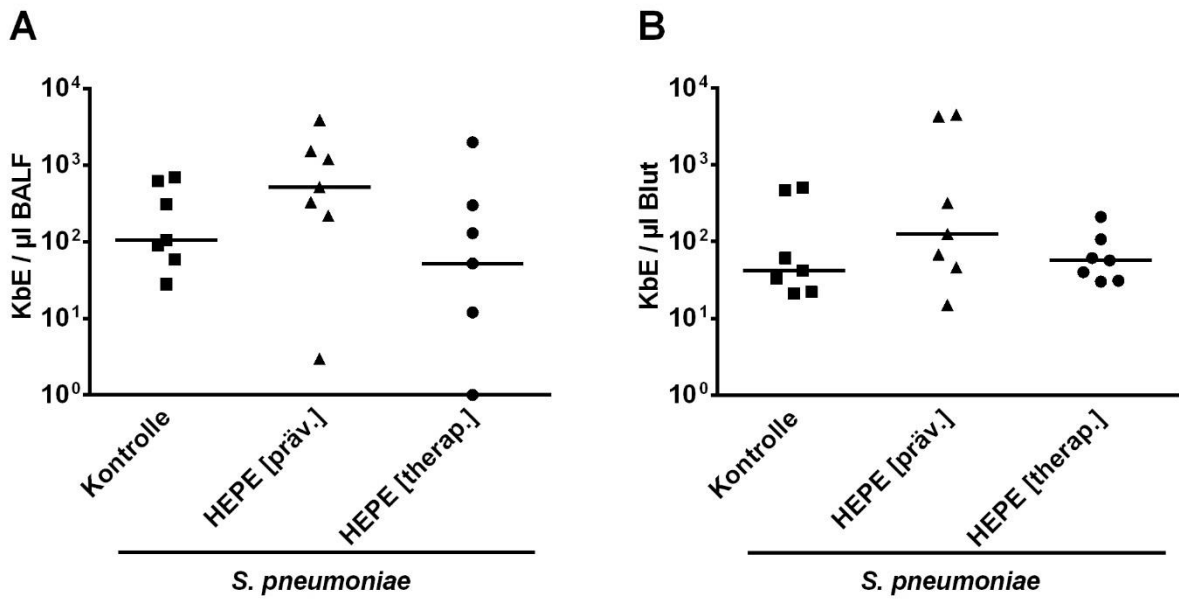 A
KbE / µl BALF
10⁴
10³
10²
10¹
10⁰
Kontrolle
HEPE [präv.]
HEPE [therap.]
S. pneumoniae
B
KbE / µl Blut
10⁴
10³
10²
10¹
10⁰
Kontrolle
HEPE [präv.]
HEPE [therap.]
S. pneumoniae